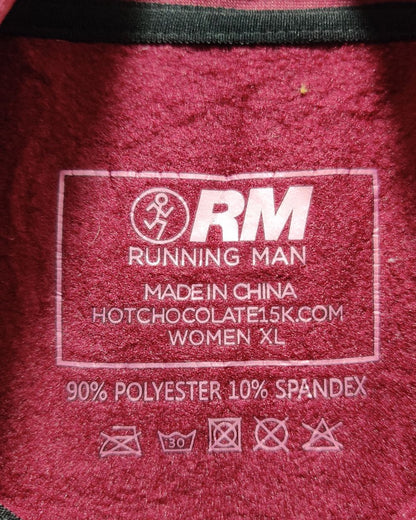 RM
RUNNING MAN
MADE IN CHINA
HOTCHOCOLATE15K.COM
WOMEN XL
90% POLYESTER 10% SPANDEX
30